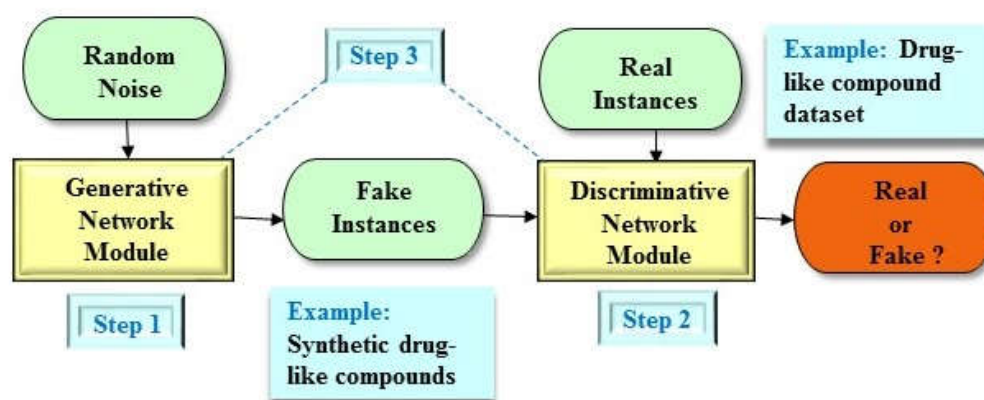 Random
Noise
Step 3
Real
Instances
Example: Drug-
like compound
dataset
Generative
Network
Module
Fake
Instances
Discriminative
Network
Module
Real
or
Fake ?
Step 1
Example:
Synthetic drug-
like compounds
Step 2